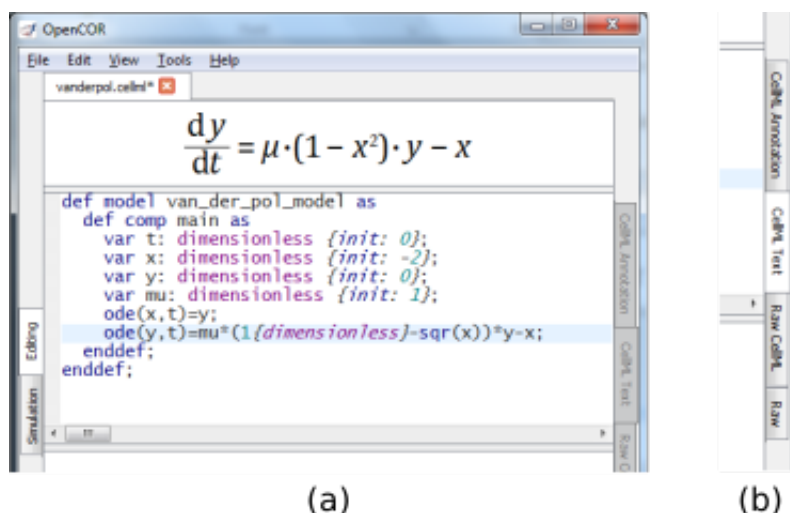 OpenCOR
File Edit View Tools Help
vanderpol.cellml*
dy/dt = μ·(1 − x²)·y − x
def model van_der_pol_model as
def comp main as
var t: dimensionless {init: 0};
var x: dimensionless {init: -2};
var y: dimensionless {init: 0};
var mu: dimensionless {init: 1};
ode(x,t)=y;
ode(y,t)=mu*(1{dimensionless}-sqr(x))*y-x;
enddef;
enddef;
Editing
Simulation
CellML Annotation
CellML Text
Raw C
(a)
CellML Annotation
CellML Text
Raw CellML
Raw
(b)